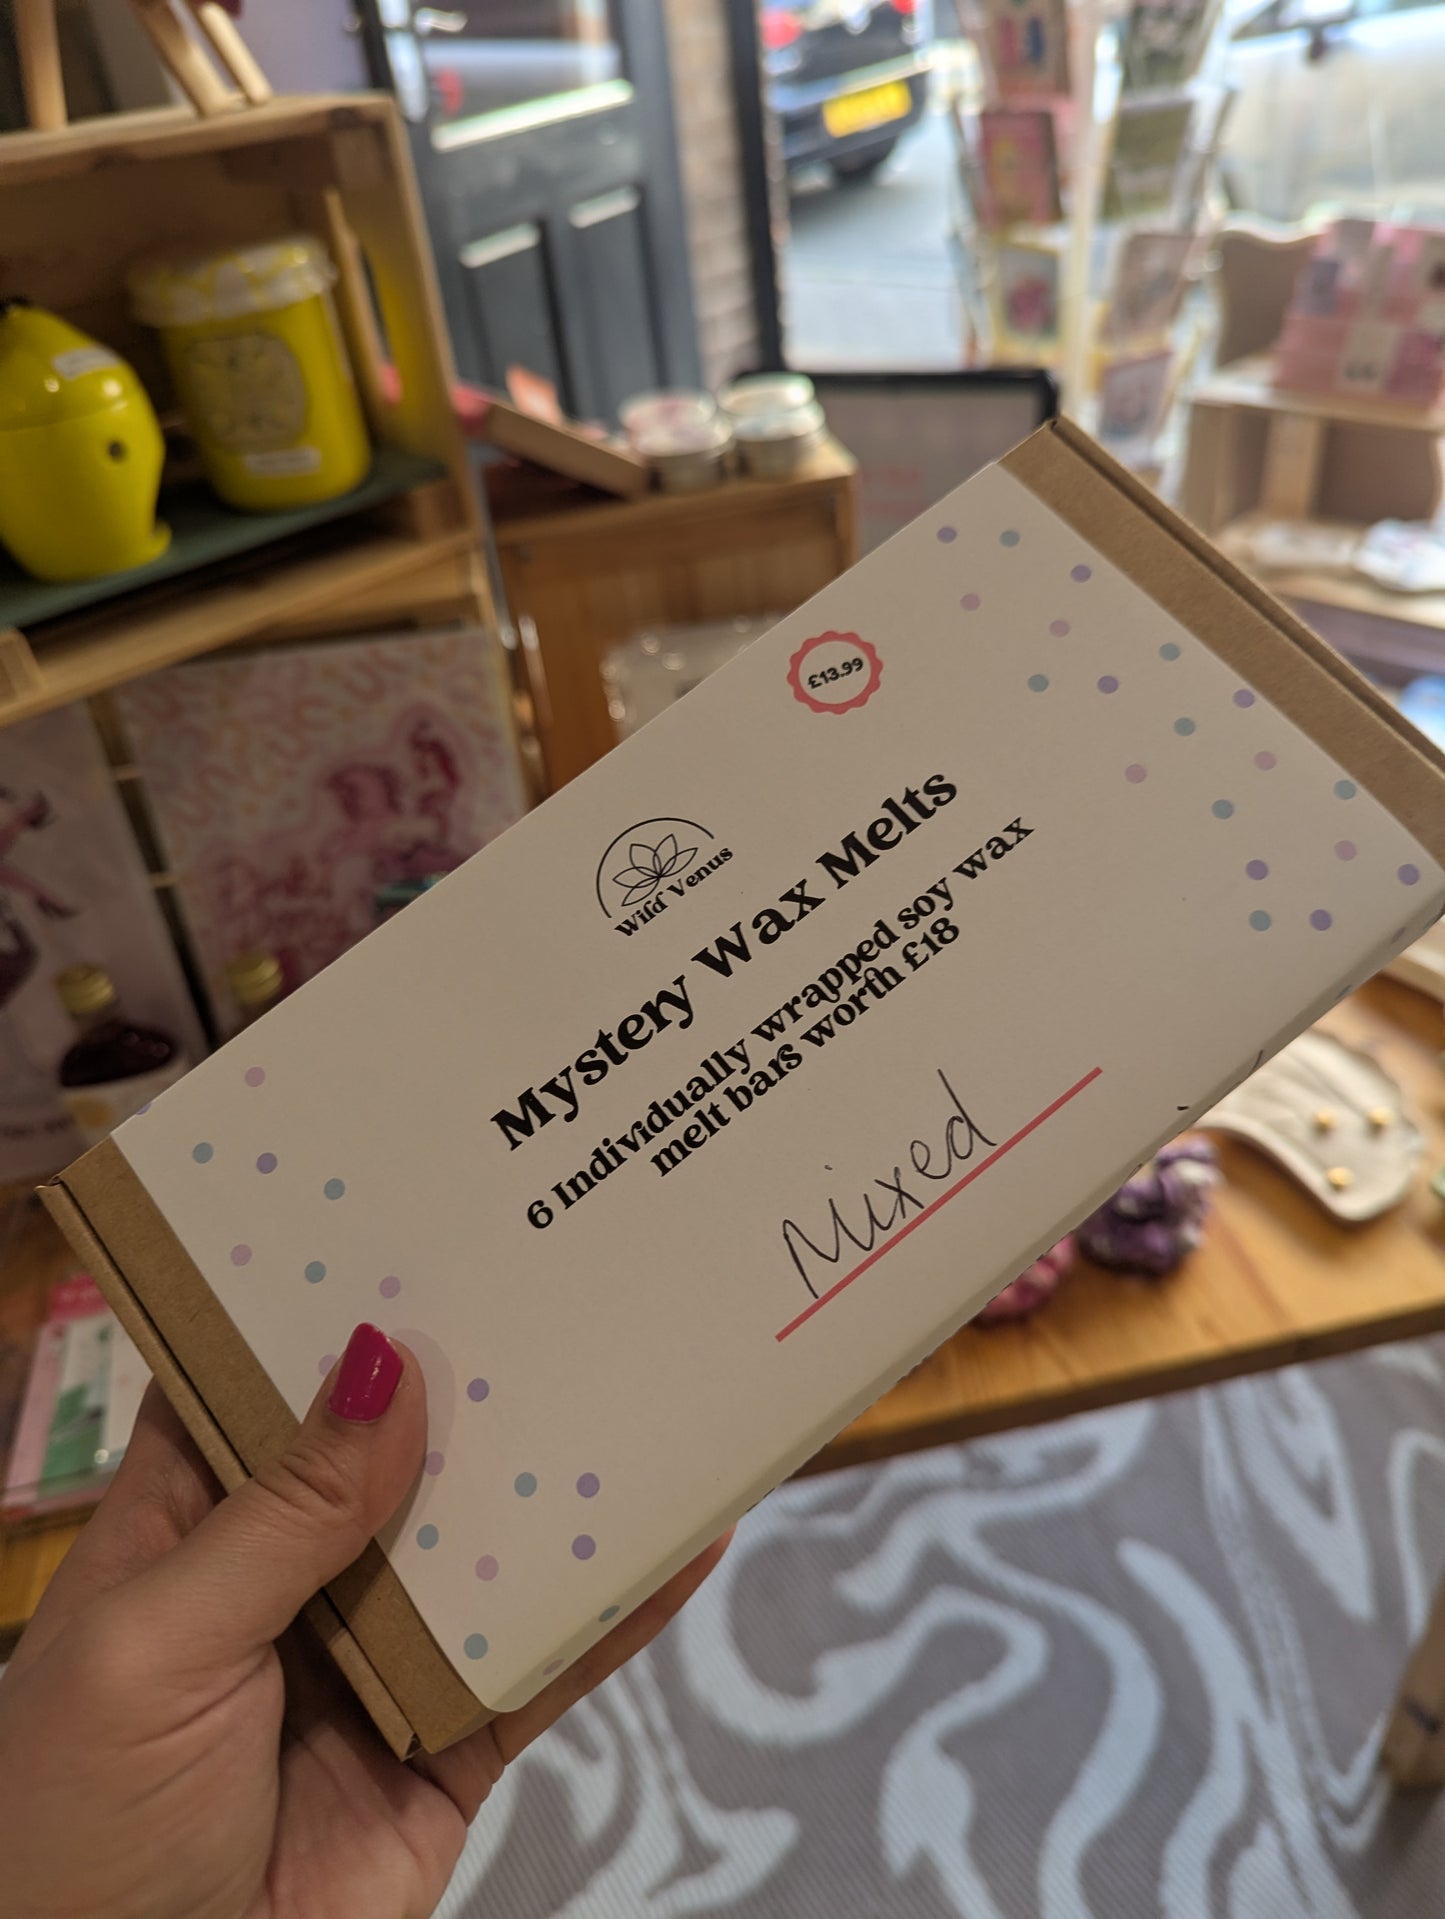 £13.99
Wild Venus
Mystery Wax Melts
6 Individually wrapped soy wax
melt bars worth £18
Mixed